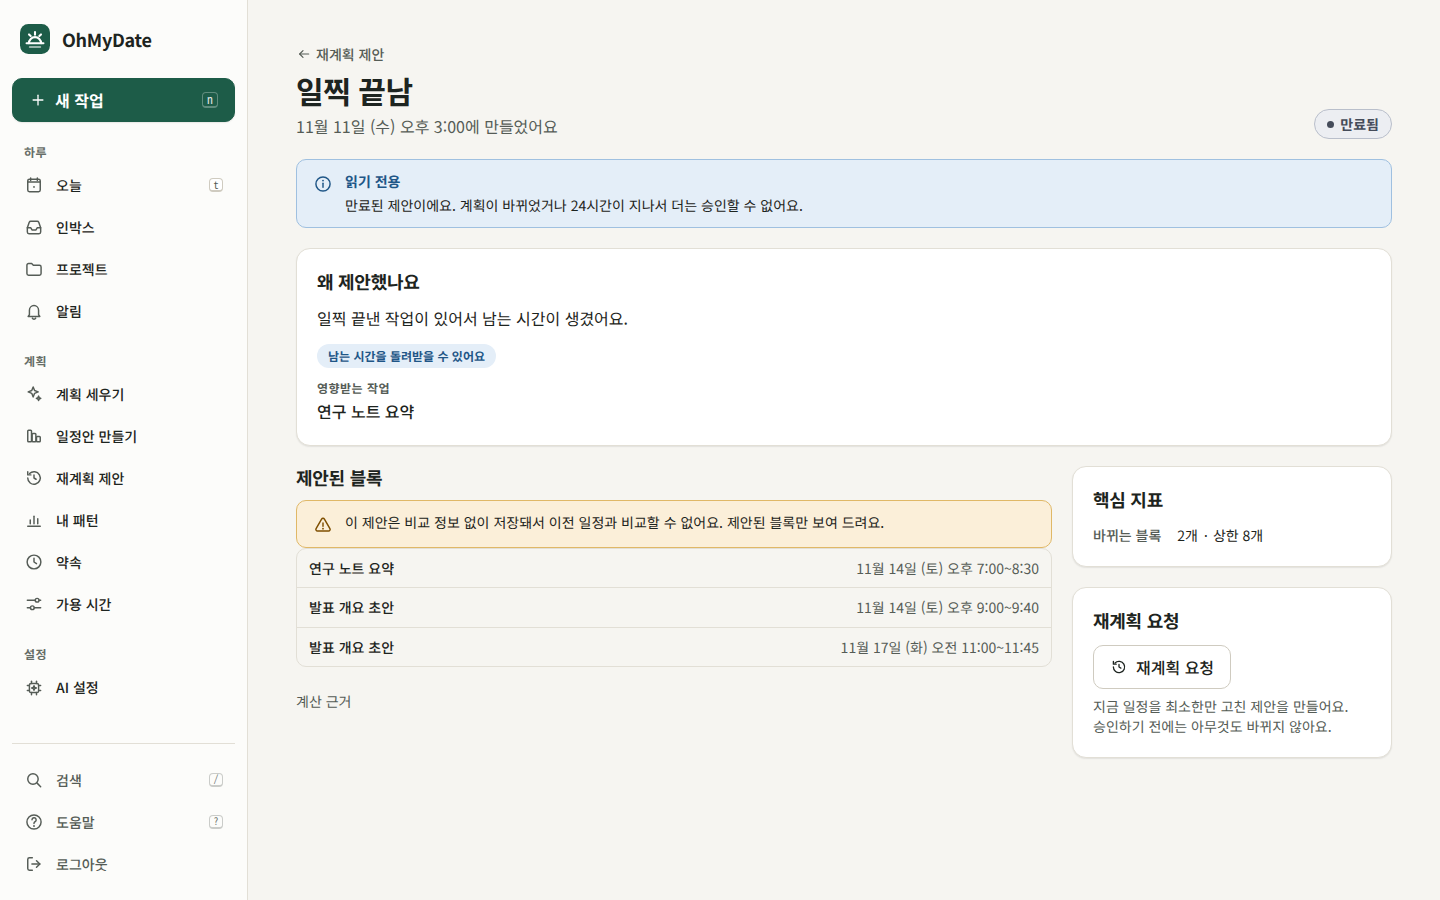 OhMyDate
새 작업 n
하루
오늘 t
인박스
프로젝트
알림
계획
계획 세우기
일정안 만들기
재계획 제안
내 패턴
약속
가용 시간
설정
AI 설정
검색 /
도움말 ?
로그아웃
← 재계획 제안
일찍 끝남
11월 11일 (수) 오후 3:00에 만들었어요
만료됨
읽기 전용
만료된 제안이에요. 계획이 바뀌었거나 24시간이 지나서 더는 승인할 수 없어요.
왜 제안했나요
일찍 끝낸 작업이 있어서 남는 시간이 생겼어요.
남는 시간을 돌려받을 수 있어요
영향받는 작업
연구 노트 요약
제안된 블록
이 제안은 비교 정보 없이 저장돼서 이전 일정과 비교할 수 없어요. 제안된 블록만 보여 드려요.
연구 노트 요약 11월 14일 (토) 오후 7:00~8:30
발표 개요 초안 11월 14일 (토) 오후 9:00~9:40
발표 개요 초안 11월 17일 (화) 오전 11:00~11:45
계산 근거
핵심 지표
바뀌는 블록 2개 · 상한 8개
재계획 요청
재계획 요청
지금 일정을 최소한만 고친 제안을 만들어요.
승인하기 전에는 아무것도 바뀌지 않아요.